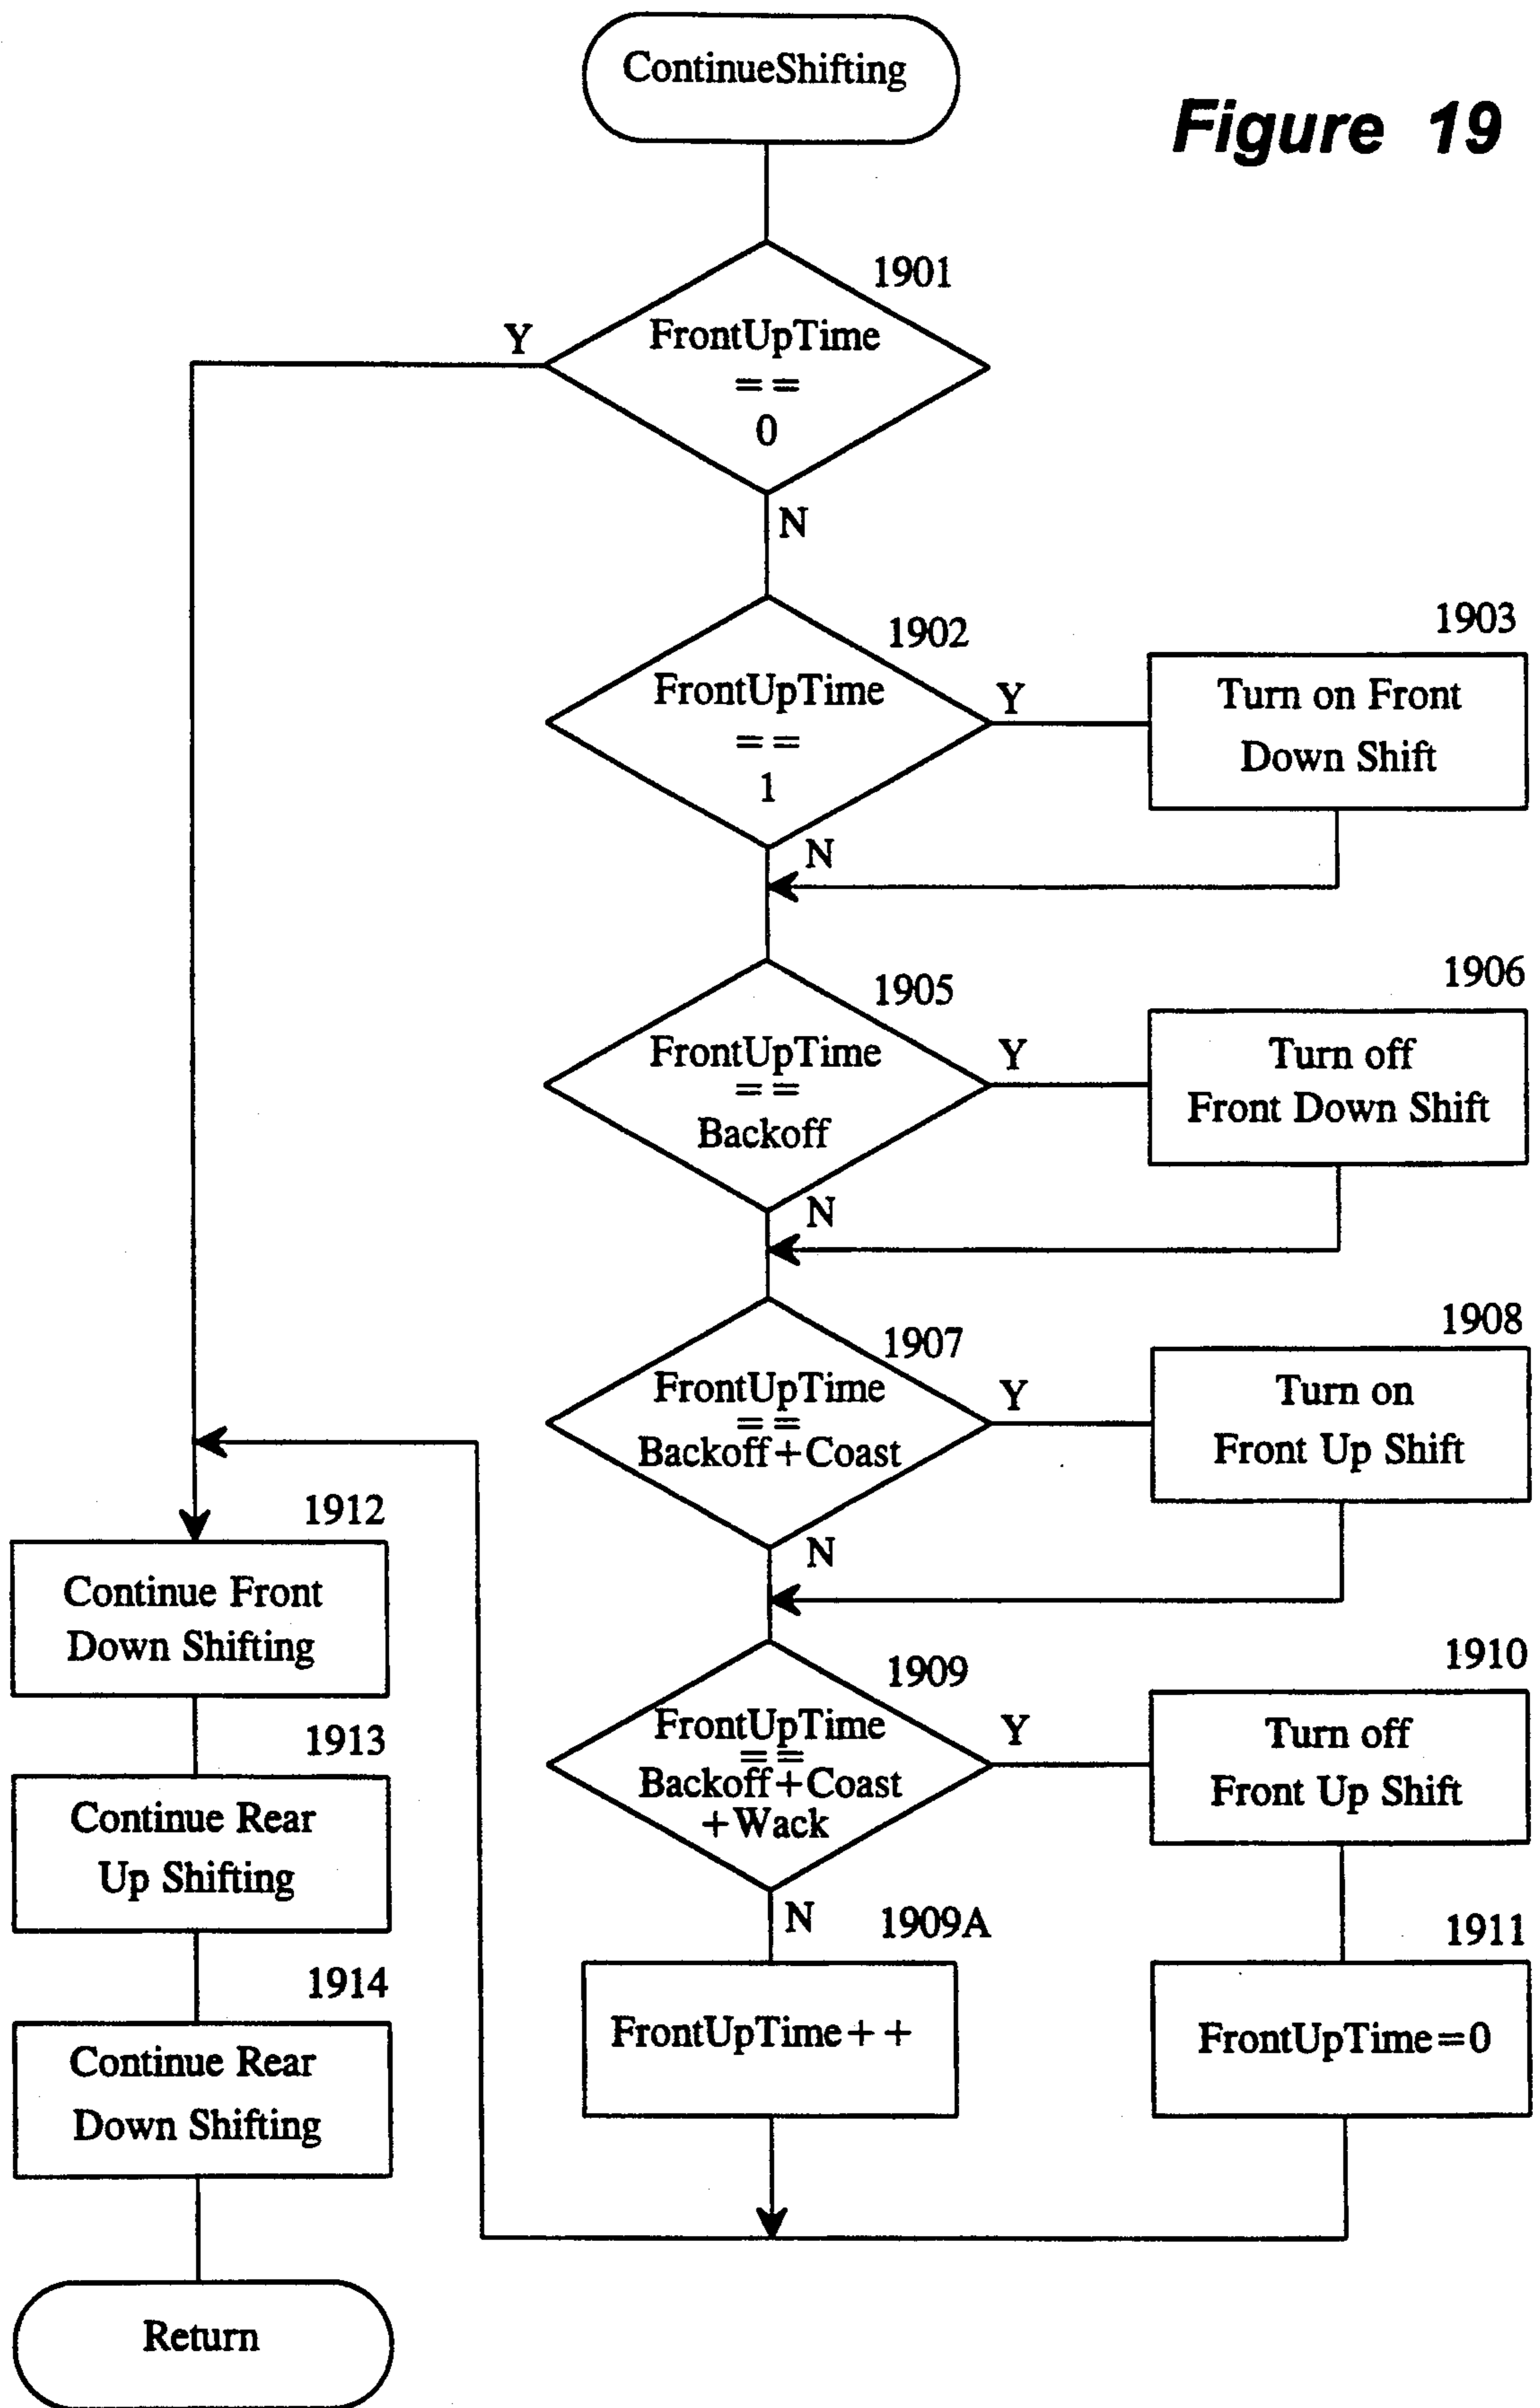 ContinueShifting
Figure 19
1901
Y
FrontUpTime
==
0
N
1902
FrontUpTime
==
1
Y
1903
Turn on Front
Down Shift
N
1905
FrontUpTime
==
Backoff
Y
1906
Turn off
Front Down Shift
N
1907
FrontUpTime
==
Backoff+Coast
Y
1908
Turn on
Front Up Shift
N
1909
FrontUpTime
==
Backoff+Coast
+Wack
Y
1910
Turn off
Front Up Shift
N
1909A
FrontUpTime++
1911
FrontUpTime=0
1912
Continue Front
Down Shifting
1913
Continue Rear
Up Shifting
1914
Continue Rear
Down Shifting
Return